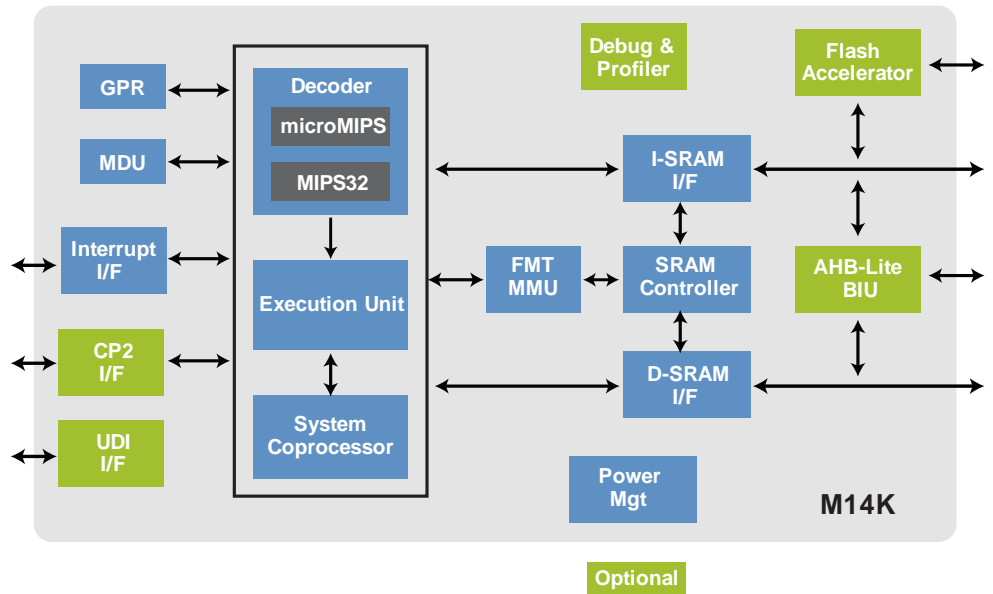 Debug &
Profiler
Flash
Accelerator
GPR
MDU
Interrupt
I/F
CP2
I/F
UDI
I/F
Decoder
microMIPS
MIPS32
Execution Unit
System
Coprocessor
FMT
MMU
I-SRAM
I/F
SRAM
Controller
D-SRAM
I/F
AHB-Lite
BIU
Power
Mgt
M14K
Optional